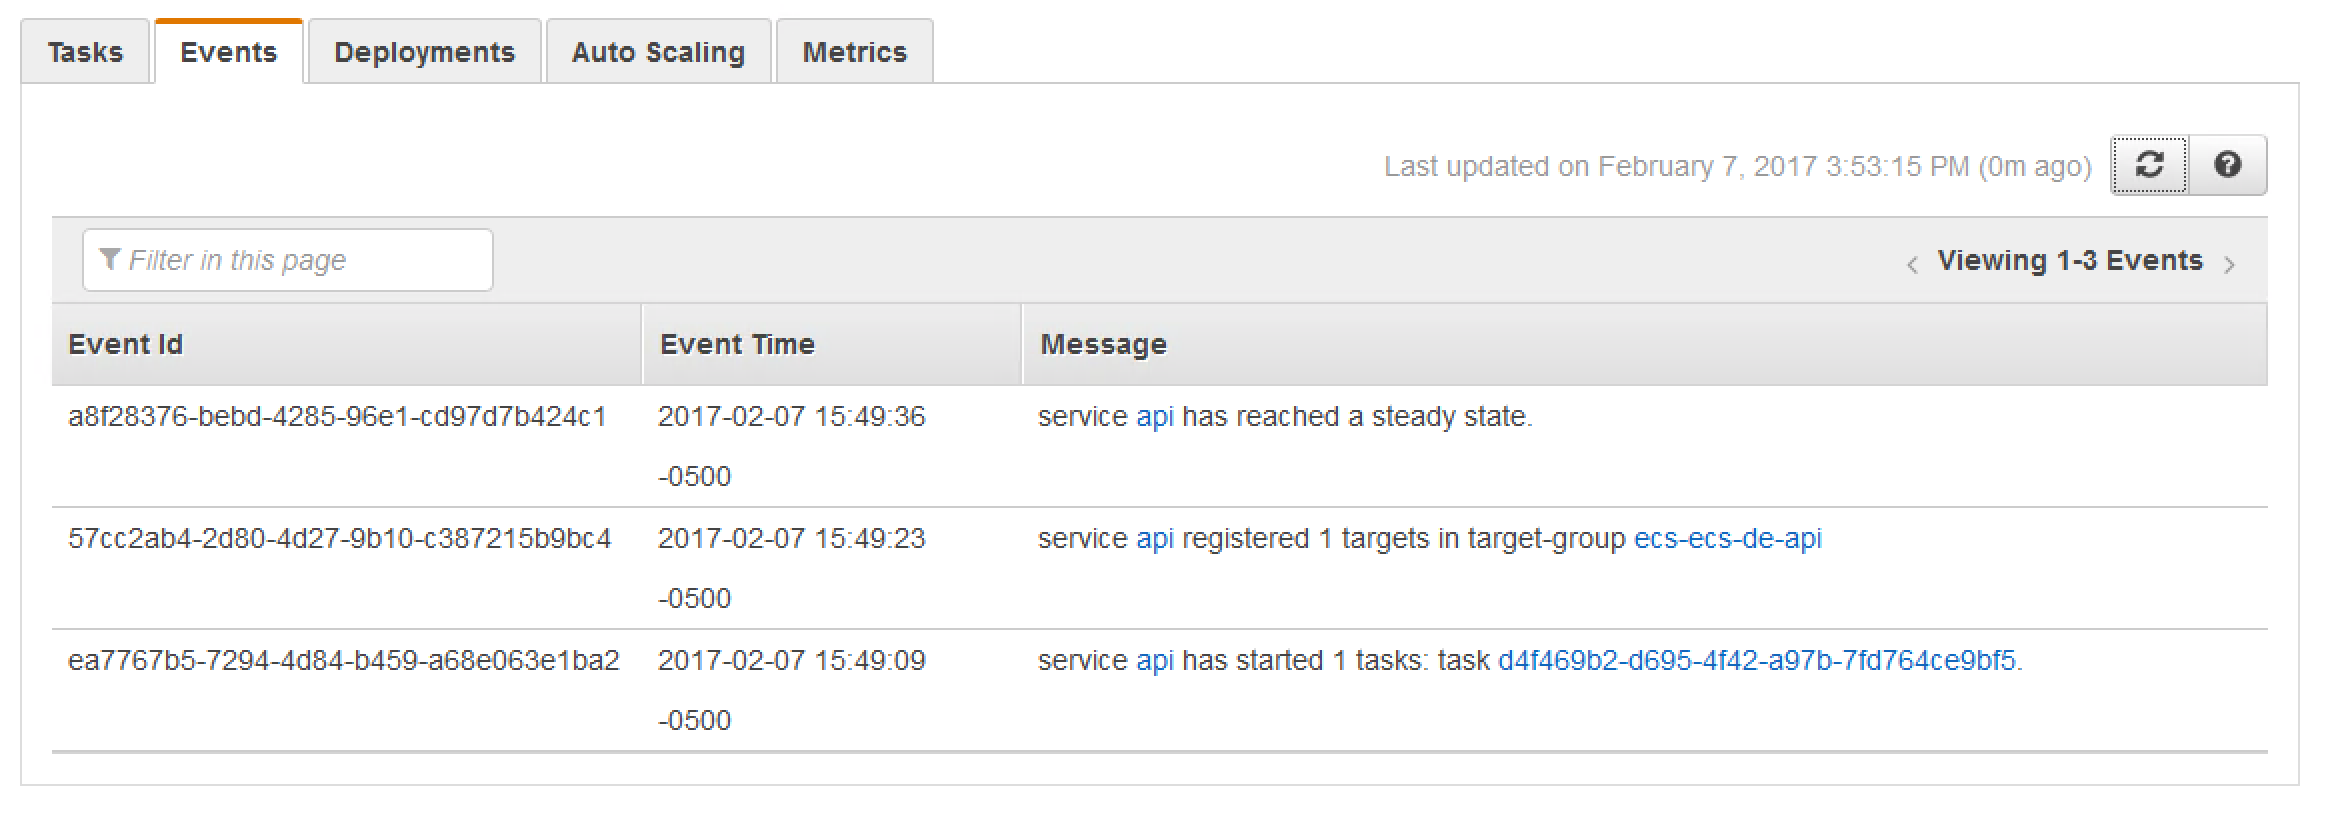 Tasks Events Deployments Auto Scaling Metrics
Last updated on February 7, 2017 3:53:15 PM (0m ago)
Filter in this page
Viewing 1-3 Events
Event Id Event Time Message
a8f28376-bebd-4285-96e1-cd97d7b424c1 2017-02-07 15:49:36 service api has reached a steady state.
-0500
57cc2ab4-2d80-4d27-9b10-c387215b9bc4 2017-02-07 15:49:23 service api registered 1 targets in target-group ecs-ecs-de-api
-0500
ea7767b5-7294-4d84-b459-a68e063e1ba2 2017-02-07 15:49:09 service api has started 1 tasks: task d4f469b2-d695-4f42-a97b-7fd764ce9bf5.
-0500